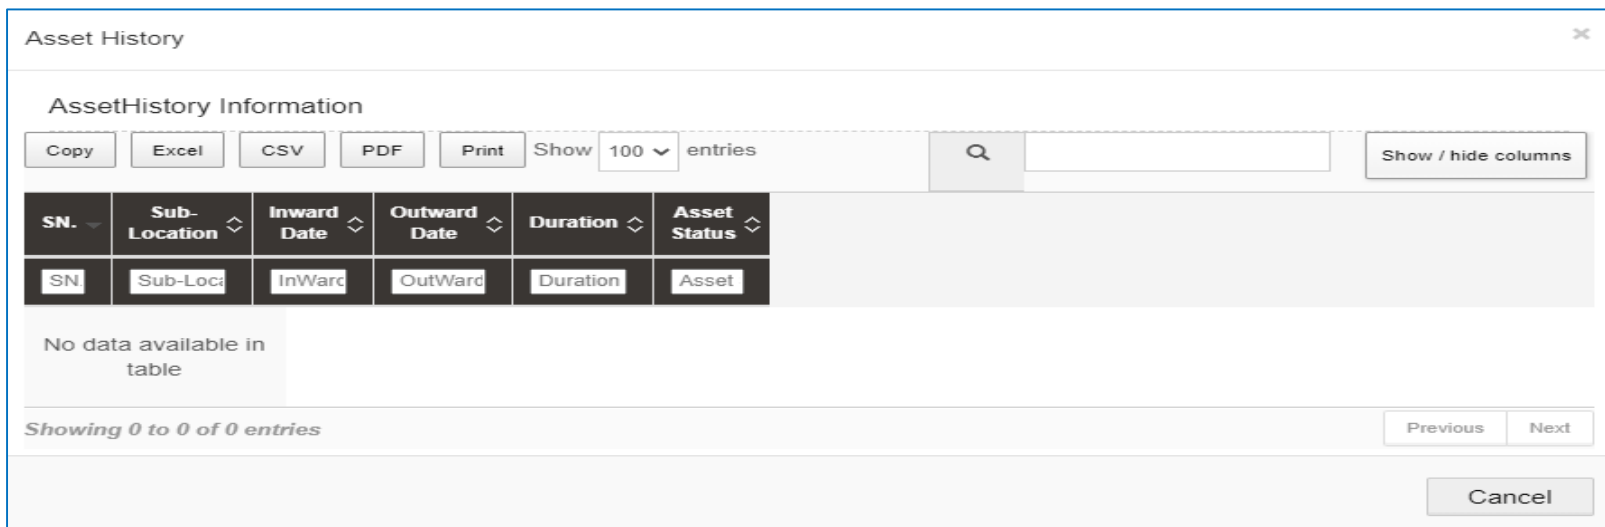 Asset History ×
AssetHistory Information
Copy Excel CSV PDF Print Show 100 entries Show / hide columns
SN. Sub-Location Inward Date Outward Date Duration Asset Status
SN. Sub-Loca InWard OutWard Duration Asset
No data available in
table
Showing 0 to 0 of 0 entries Previous Next
Cancel